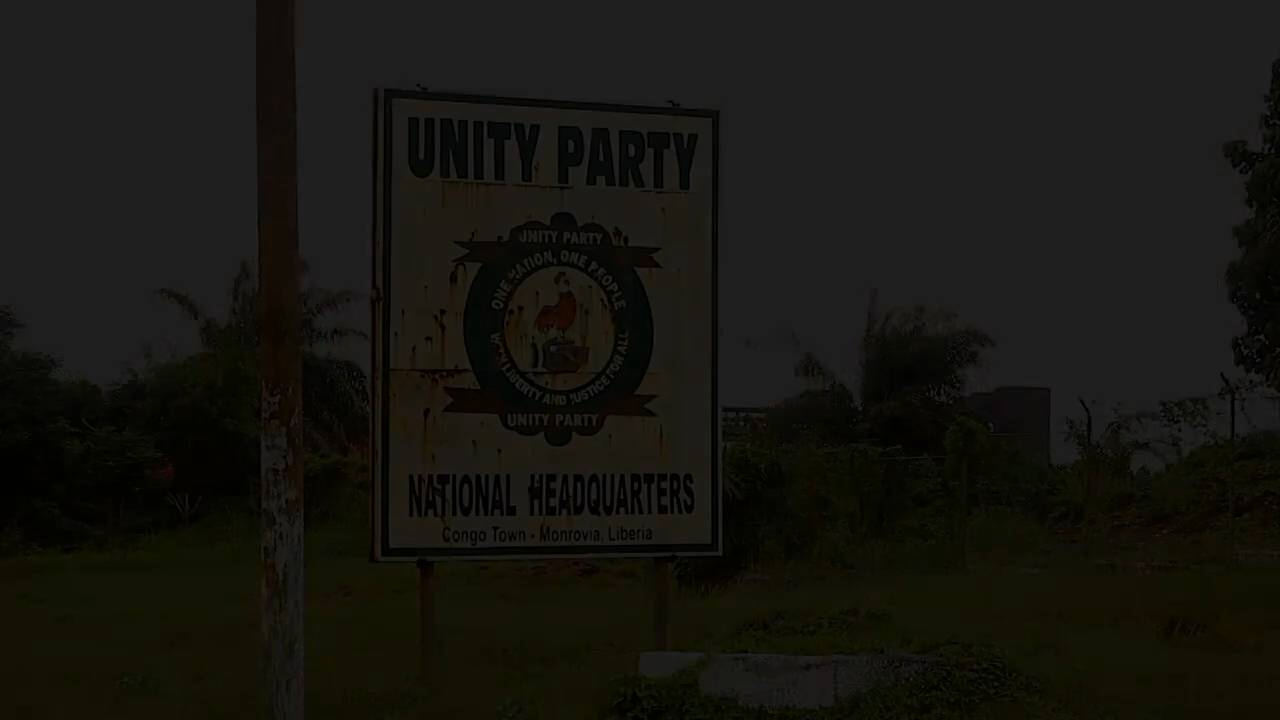 UNITY PARTY
UNITY PARTY
ONE NATION, ONE PEOPLE
WITH LIBERTY AND JUSTICE FOR ALL
UNITY PARTY
NATIONAL HEADQUARTERS
Congo Town - Monrovia, Liberia